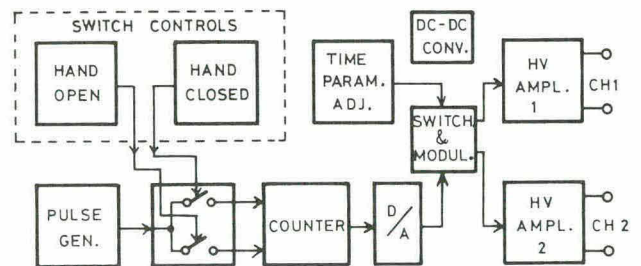 SWITCH CONTROLS
HAND
OPEN
HAND
CLOSED
DC-DC
CONV.
TIME
PARAM.
ADJ.
HV
AMPL.
1
CH1
SWITCH
&
MODUL.
PULSE
GEN.
COUNTER
D/A
HV
AMPL.
2
CH 2